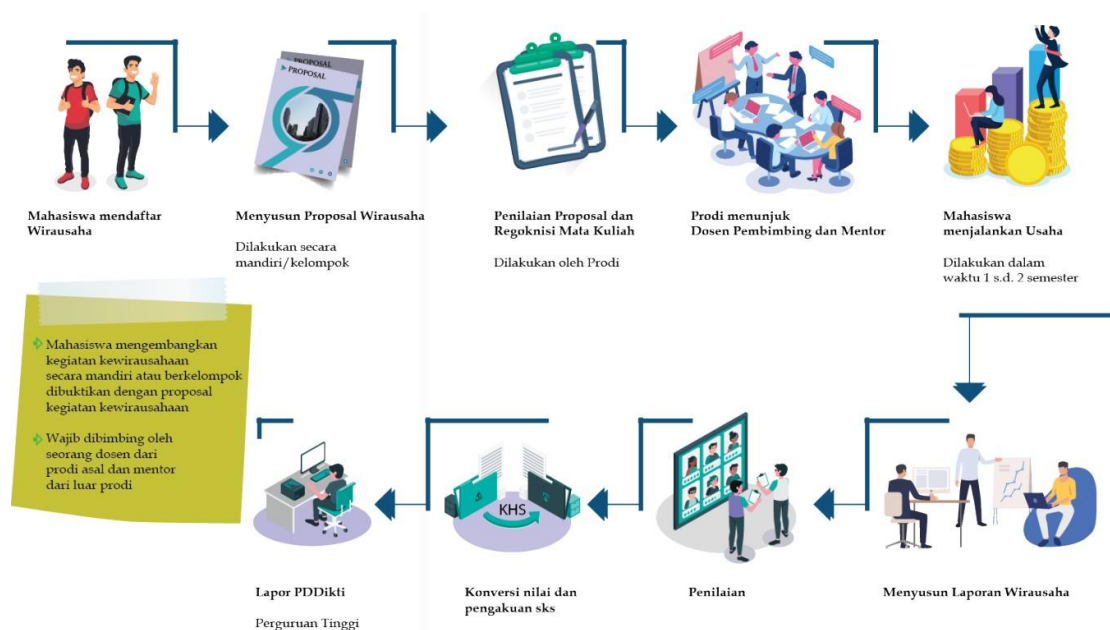 PROPOSAL
PROPOSAL
Mahasiswa mendaftar
Wirausaha
Menyusun Proposal Wirausaha
Dilakukan secara
mandiri/kelompok
Penilaian Proposal dan
Regoknisi Mata Kuliah
Dilakukan oleh Prodi
Prodi menunjuk
Dosen Pembimbing dan Mentor
Mahasiswa
menjalankan Usaha
Dilakukan dalam
waktu 1 s.d. 2 semester
Mahasiswa mengembangkan
kegiatan kewirausahaan
secara mandiri atau berkelompok
dibuktikan dengan proposal
kegiatan kewirausahaan
Wajib dibimbing oleh
seorang dosen dari
prodi asal dan mentor
dari luar prodi
Menyusun Laporan Wirausaha
Penilaian
KHS
Konversi nilai dan
pengakuan sks
Lapor PDDikti
Perguruan Tinggi